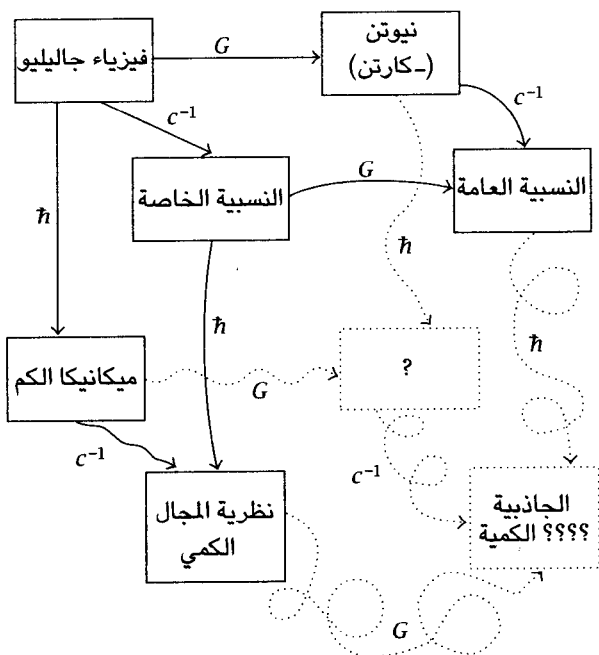 فيزياء جاليليو
G
نيوتن
(-كارتن)
c⁻¹
c⁻¹
النسبية الخاصة
G
النسبية العامة
ħ
ħ
ħ
ħ
ميكانيكا الكم
G
?
c⁻¹
c⁻¹
نظرية المجال
الكمي
الجاذبية
الكمية ????
G